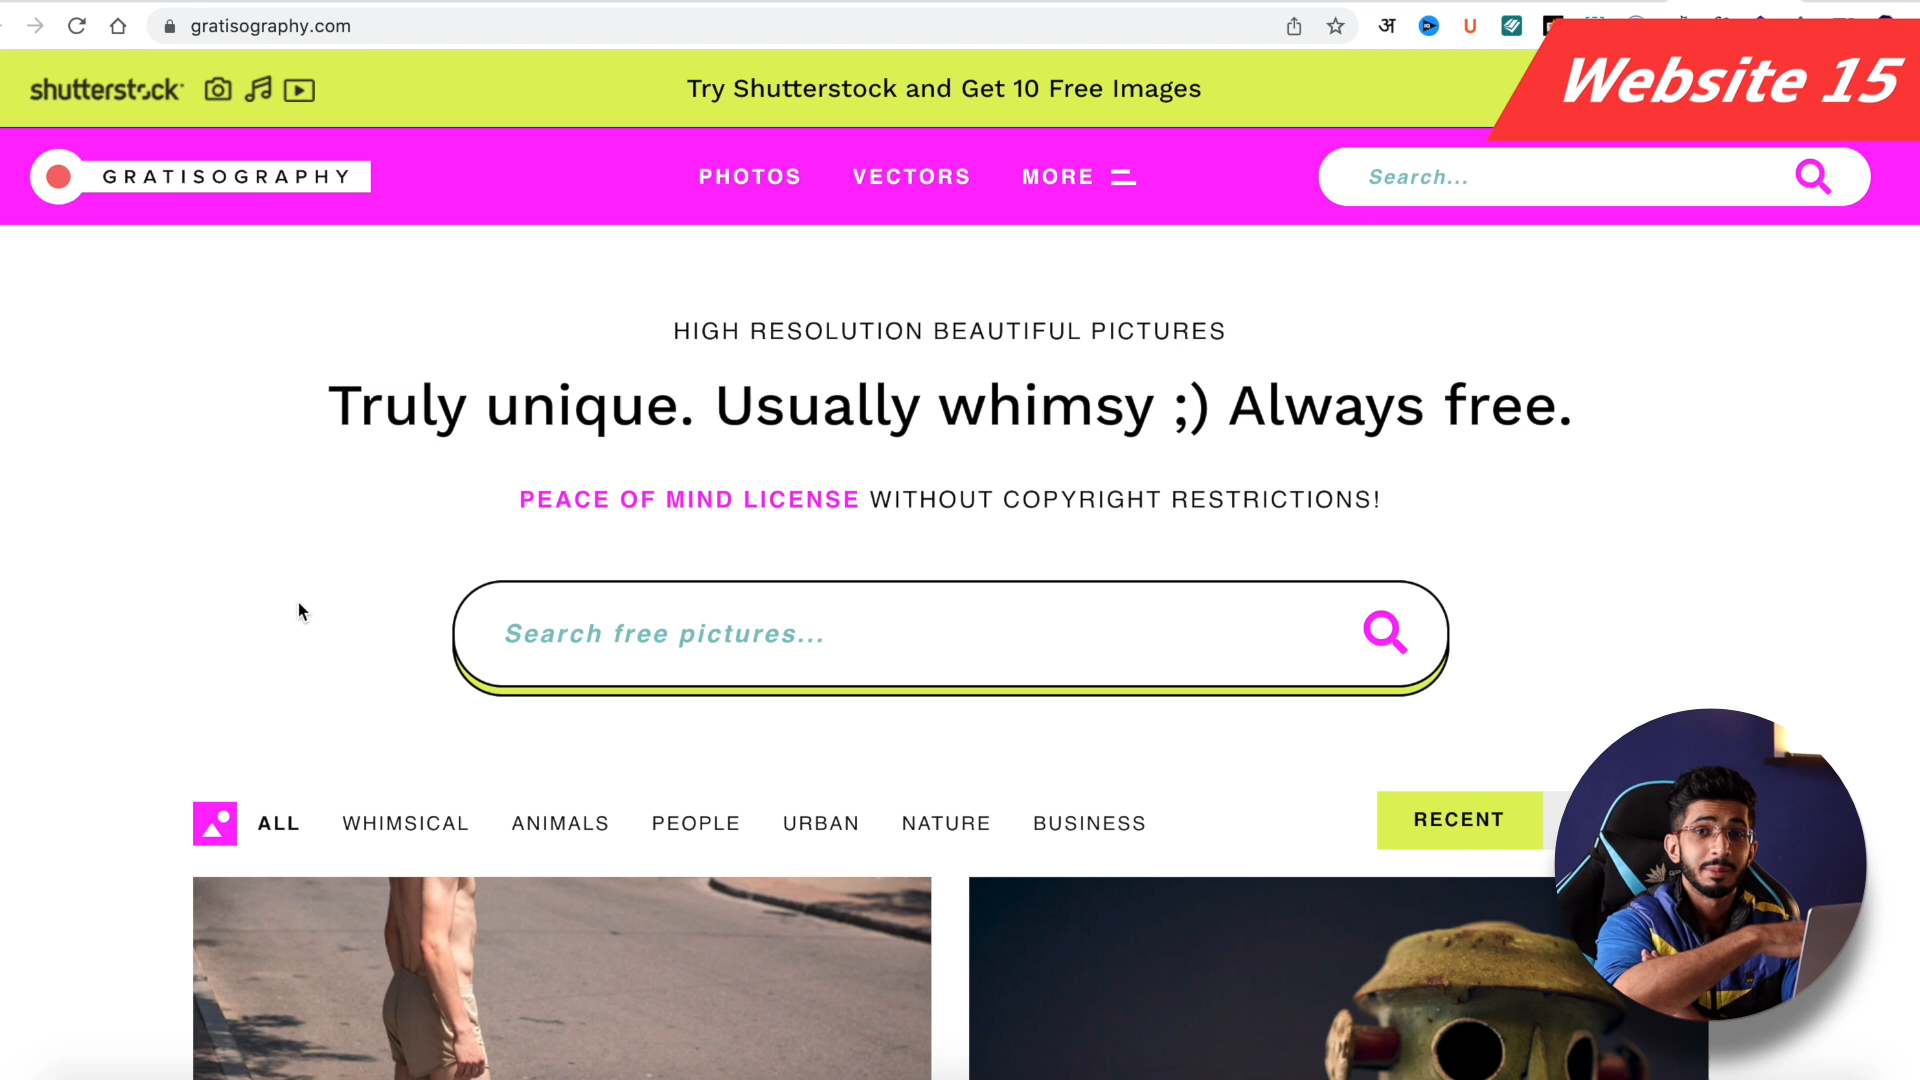 gratisography.com
अ
U
shutterstock
Try Shutterstock and Get 10 Free Images
Website 15
GRATISOGRAPHY
PHOTOS
VECTORS
MORE
Search...
HIGH RESOLUTION BEAUTIFUL PICTURES
Truly unique. Usually whimsy ;) Always free.
PEACE OF MIND LICENSE WITHOUT COPYRIGHT RESTRICTIONS!
Search free pictures...
ALL
WHIMSICAL
ANIMALS
PEOPLE
URBAN
NATURE
BUSINESS
RECENT